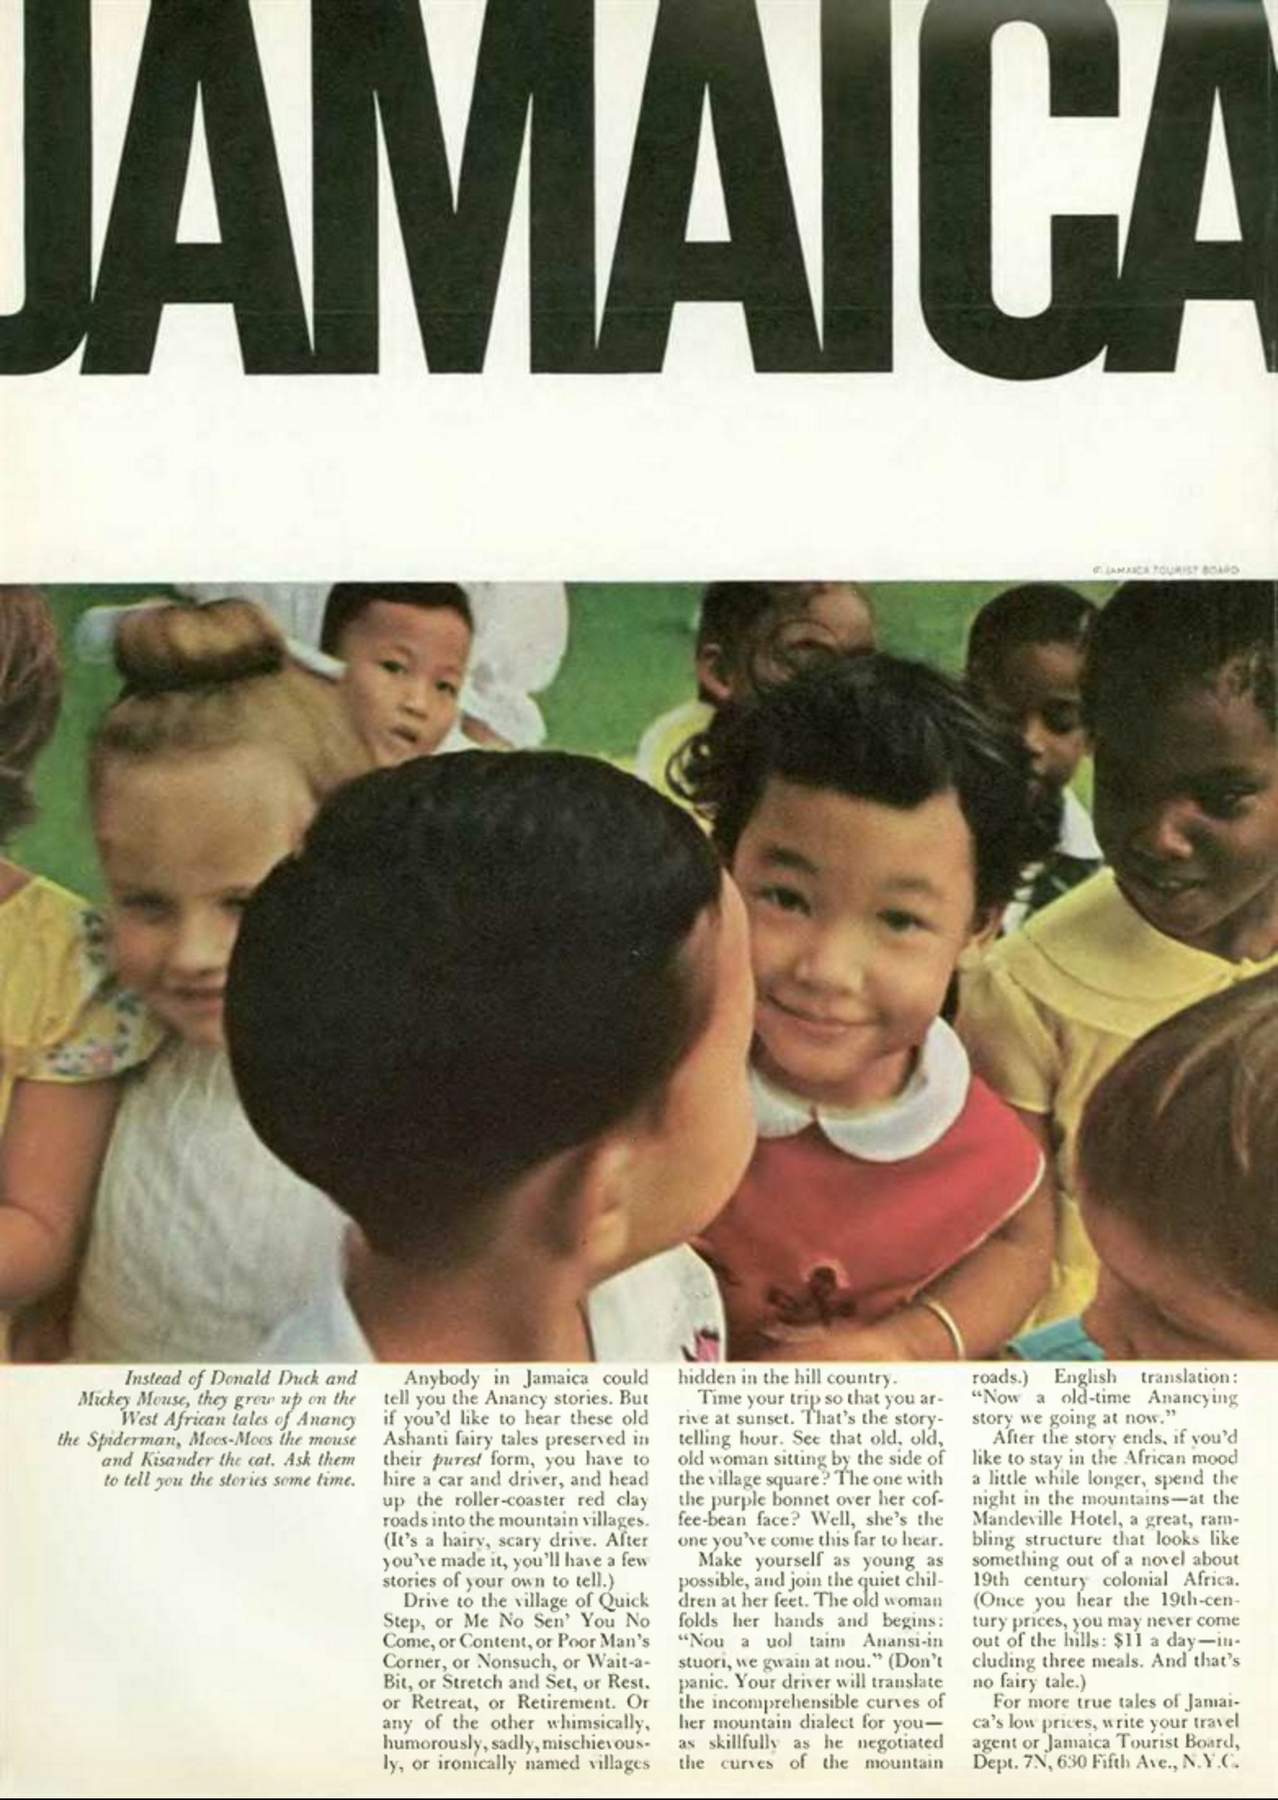 JAMAICA
© JAMAICA TOURIST BOARD
Instead of Donald Duck and
Mickey Mouse, they grow up on the
West African tales of Anancy
the Spiderman, Moos-Moos the mouse
and Kisander the cat. Ask them
to tell you the stories some time.
Anybody in Jamaica could
tell you the Anancy stories. But
if you'd like to hear these old
Ashanti fairy tales preserved in
their purest form, you have to
hire a car and driver, and head
up the roller-coaster red clay
roads into the mountain villages.
(It's a hairy, scary drive. After
you've made it, you'll have a few
stories of your own to tell.)
Drive to the village of Quick
Step, or Me No Sen' You No
Come, or Content, or Poor Man's
Corner, or Nonsuch, or Wait-a-
Bit, or Stretch and Set, or Rest,
or Retreat, or Retirement. Or
any of the other whimsically,
humorously, sadly, mischievous-
ly, or ironically named villages
hidden in the hill country.
Time your trip so that you ar-
rive at sunset. That's the story-
telling hour. See that old, old,
old woman sitting by the side of
the village square? The one with
the purple bonnet over her cof-
fee-bean face? Well, she's the
one you've come this far to hear.
Make yourself as young as
possible, and join the quiet chil-
dren at her feet. The old woman
folds her hands and begins:
“Nou a uol taim Anansi-in
stuori, we gwain at nou.” (Don't
panic. Your driver will translate
the incomprehensible curves of
her mountain dialect for you—
as skillfully as he negotiated
the curves of the mountain
roads.) English translation:
“Now a old-time Anancying
story we going at now.”
After the story ends, if you'd
like to stay in the African mood
a little while longer, spend the
night in the mountains—at the
Mandeville Hotel, a great, ram-
bling structure that looks like
something out of a novel about
19th century colonial Africa.
(Once you hear the 19th-cen-
tury prices, you may never come
out of the hills: $11 a day—in-
cluding three meals. And that's
no fairy tale.)
For more true tales of Jamai-
ca's low prices, write your travel
agent or Jamaica Tourist Board,
Dept. 7N, 630 Fifth Ave., N.Y.C.